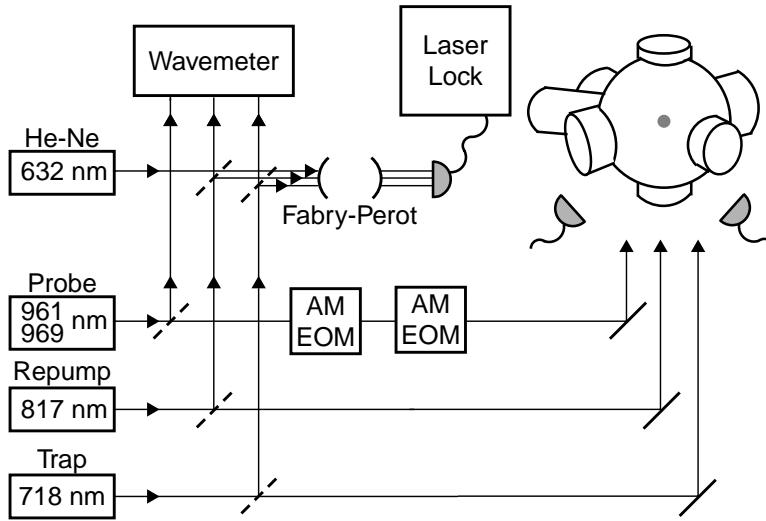 Wavemeter
Laser
Lock
He-Ne
632 nm
Fabry-Perot
Probe
961
969 nm
AM
EOM
AM
EOM
Repump
817 nm
Trap
718 nm